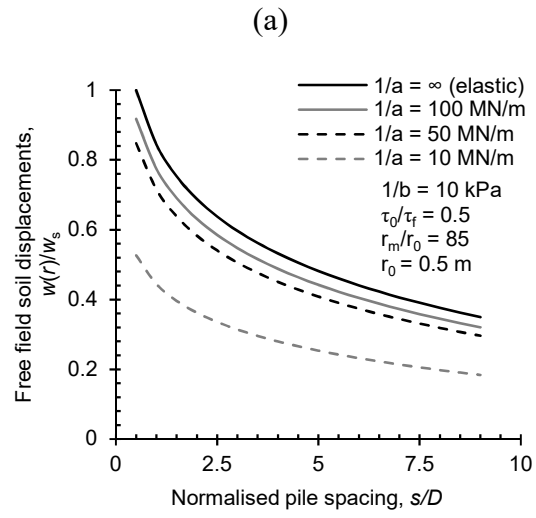 (a)
1/a = ∞ (elastic)
1/a = 100 MN/m
1/a = 50 MN/m
1/a = 10 MN/m
1/b = 10 kPa
τ₀/τf = 0.5
rₘ/r₀ = 85
r₀ = 0.5 m
Free field soil displacements,
w(r)/wₛ
1
0.8
0.6
0.4
0.2
0
0
2.5
5
7.5
10
Normalised pile spacing, s/D